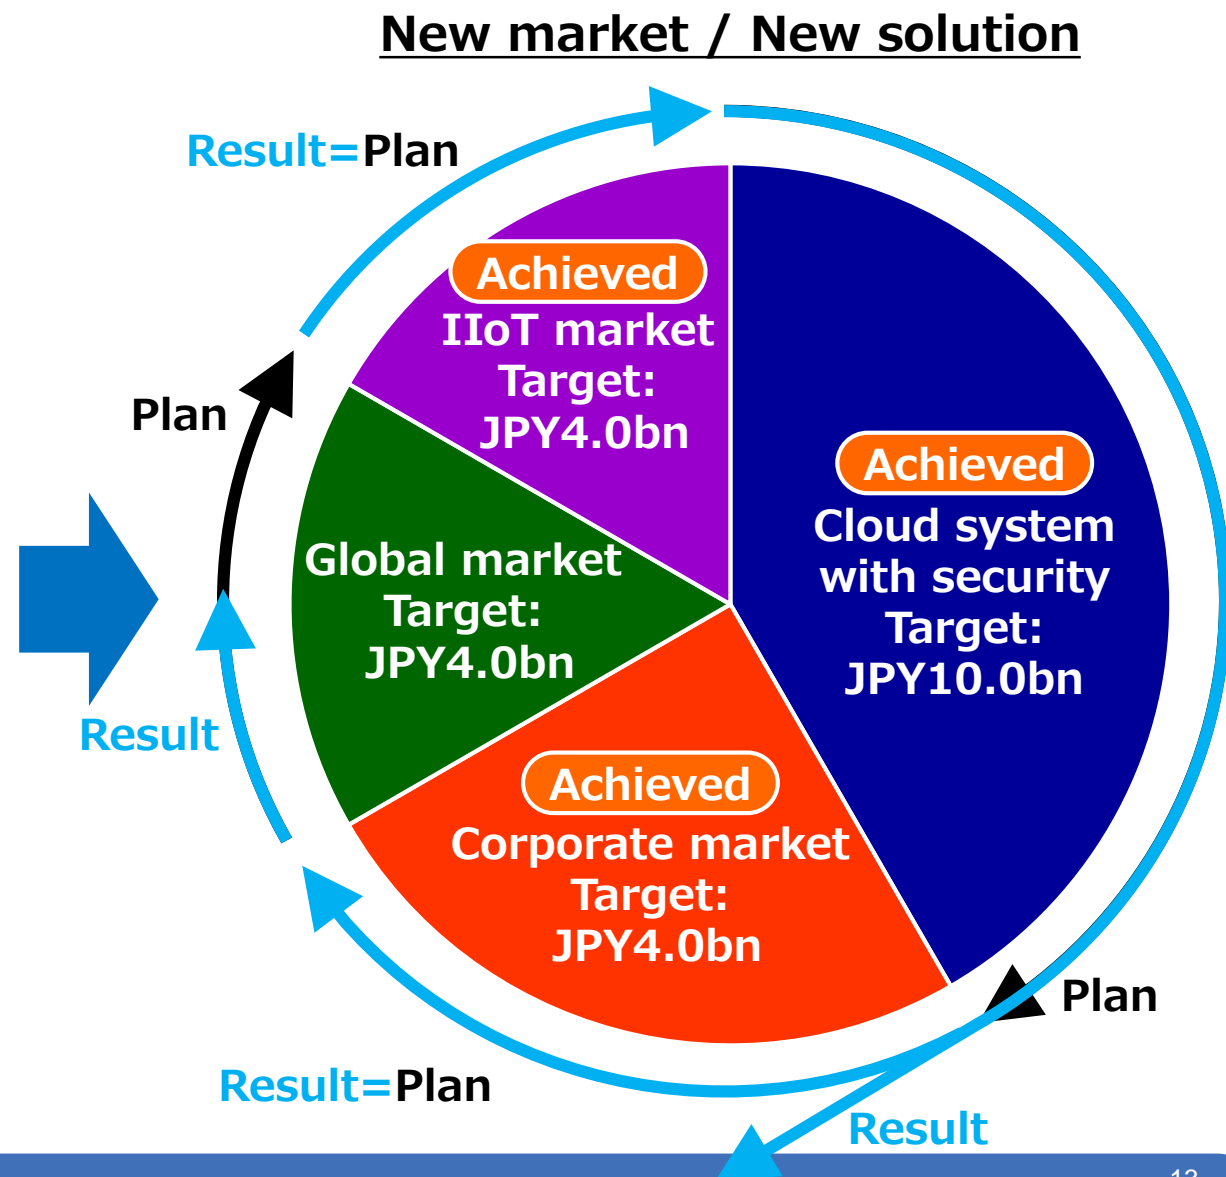 New market / New solution
Result=Plan
Achieved
IIoT market
Target:
JPY4.0bn
Plan
Achieved
Cloud system
with security
Target:
JPY10.0bn
Global market
Target:
JPY4.0bn
Result
Achieved
Corporate market
Target:
JPY4.0bn
Plan
Result=Plan
Result